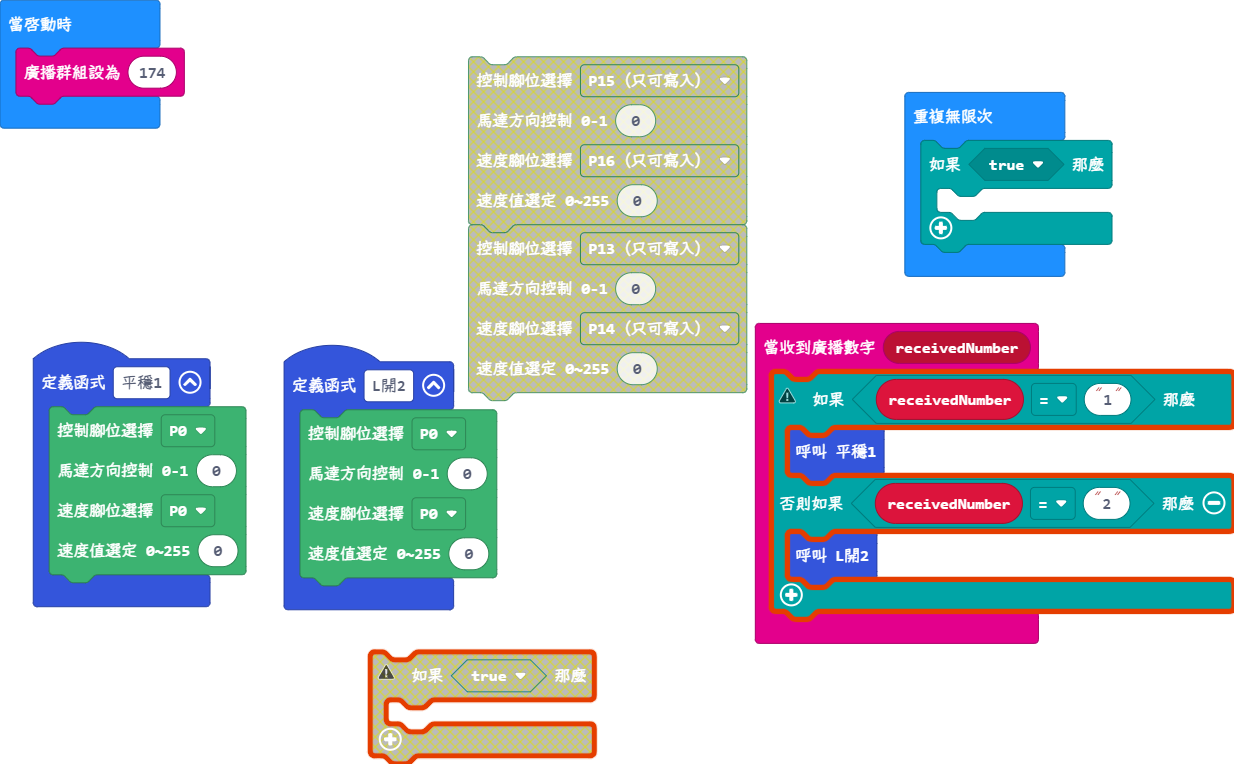 當啓動時
廣播群組設為 174
控制腳位選擇 P15 (只可寫入)
馬達方向控制 0-1 0
速度腳位選擇 P16 (只可寫入)
速度值選定 0~255 0
控制腳位選擇 P13 (只可寫入)
馬達方向控制 0-1 0
速度腳位選擇 P14 (只可寫入)
速度值選定 0~255 0
重複無限次
如果 true 那麼
定義函式 平穩1
控制腳位選擇 P0
馬達方向控制 0-1 0
速度腳位選擇 P0
速度值選定 0~255 0
定義函式 L開2
控制腳位選擇 P0
馬達方向控制 0-1 0
速度腳位選擇 P0
速度值選定 0~255 0
當收到廣播數字 receivedNumber
如果 receivedNumber = "1" 那麼
呼叫 平穩1
否則如果 receivedNumber = "2" 那麼
呼叫 L開2
如果 true 那麼